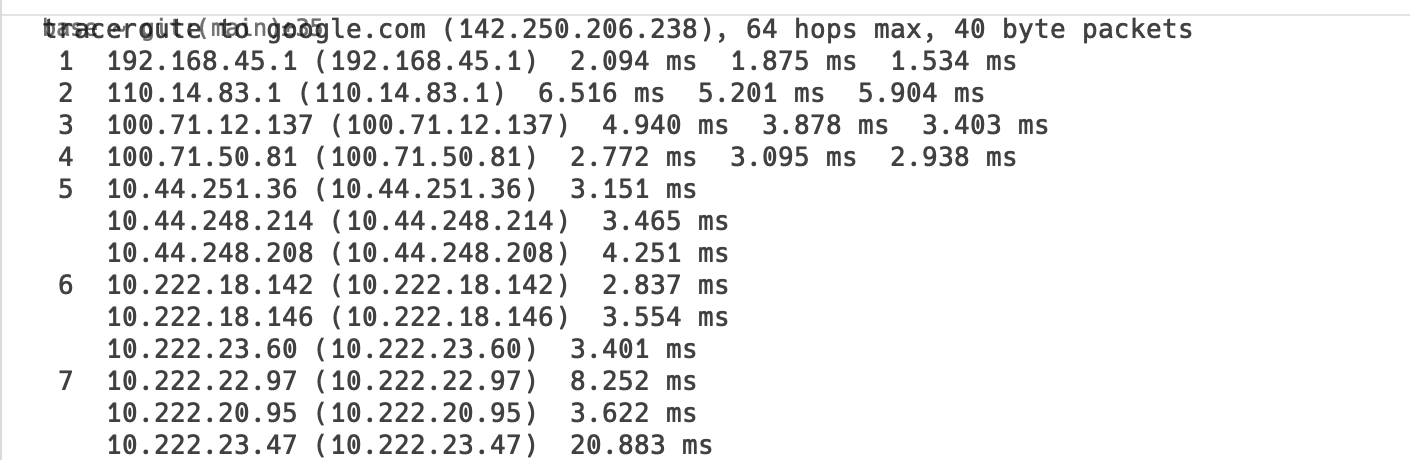 traceroute to google.com (142.250.206.238), 64 hops max, 40 byte packets
1 192.168.45.1 (192.168.45.1) 2.094 ms 1.875 ms 1.534 ms
2 110.14.83.1 (110.14.83.1) 6.516 ms 5.201 ms 5.904 ms
3 100.71.12.137 (100.71.12.137) 4.940 ms 3.878 ms 3.403 ms
4 100.71.50.81 (100.71.50.81) 2.772 ms 3.095 ms 2.938 ms
5 10.44.251.36 (10.44.251.36) 3.151 ms
10.44.248.214 (10.44.248.214) 3.465 ms
10.44.248.208 (10.44.248.208) 4.251 ms
6 10.222.18.142 (10.222.18.142) 2.837 ms
10.222.18.146 (10.222.18.146) 3.554 ms
10.222.23.60 (10.222.23.60) 3.401 ms
7 10.222.22.97 (10.222.22.97) 8.252 ms
10.222.20.95 (10.222.20.95) 3.622 ms
10.222.23.47 (10.222.23.47) 20.883 ms